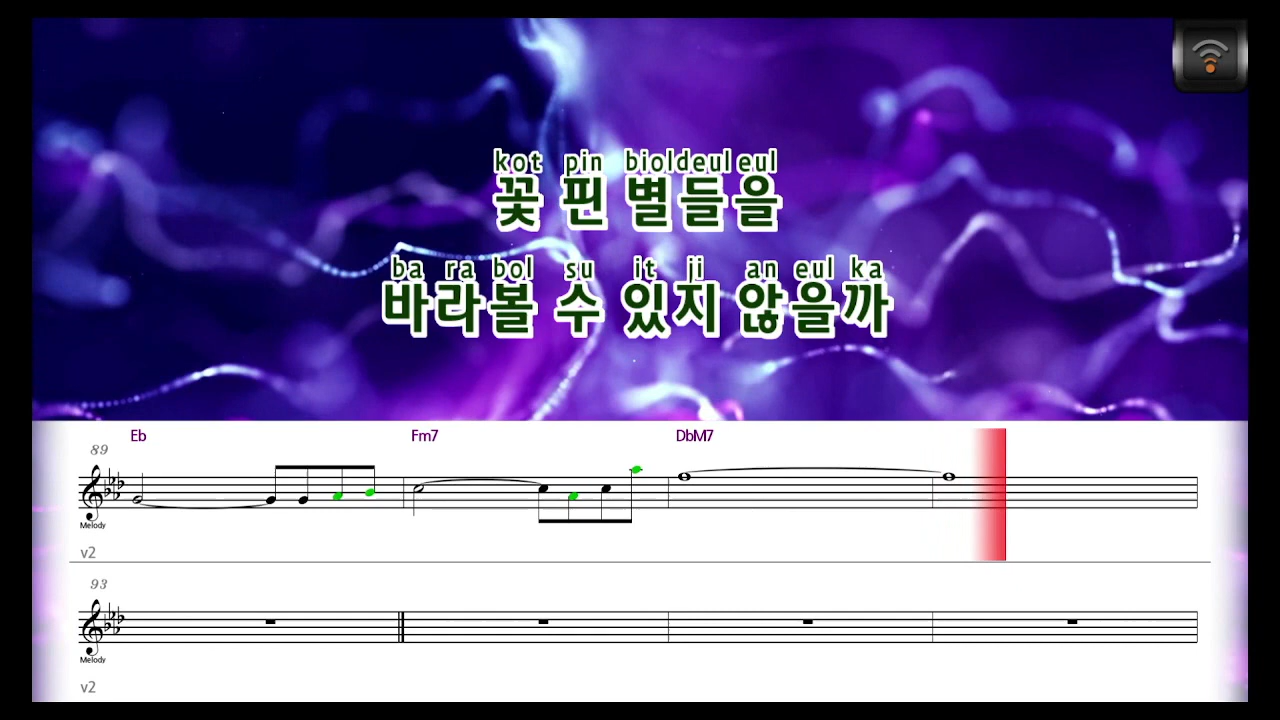 kot pin bioldeul eul
꽃 핀 별들을
ba ra bol su it ji an eul ka
바라볼 수 있지 않을까
Eb Fm7 DbM7
89
Melody
v2
93
Melody
v2